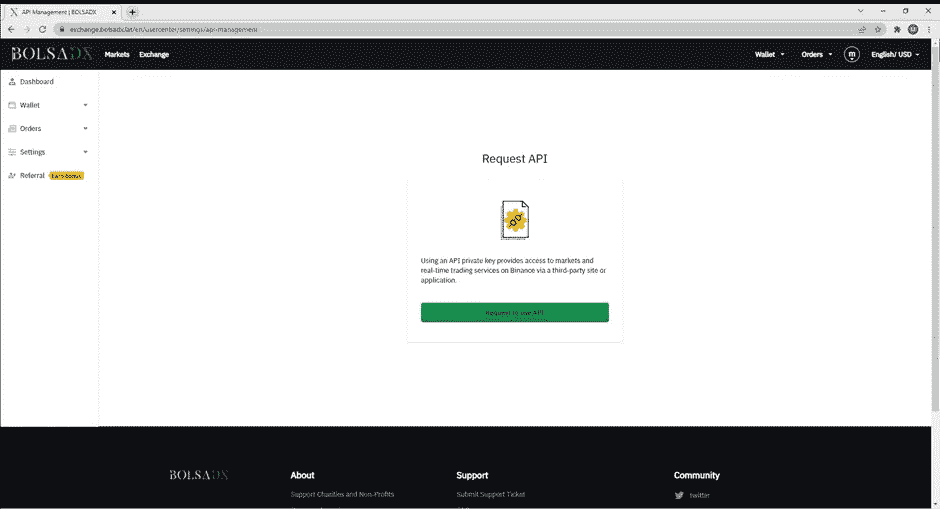 API Management | BOLSADX
exchange.bolsadx.lat/en/usercenter/settings/api-management
BOLSADX Markets Exchange Wallet Orders m English/ USD
Dashboard
Wallet
Orders
Settings
Referral
Request API
Using an API private key provides access to markets and
real-time trading services on Binance via a third-party site or
application.
Request to use API
BOLSADX About Support Community
Support Charities and Non-Profits Submit Support Ticket twitter